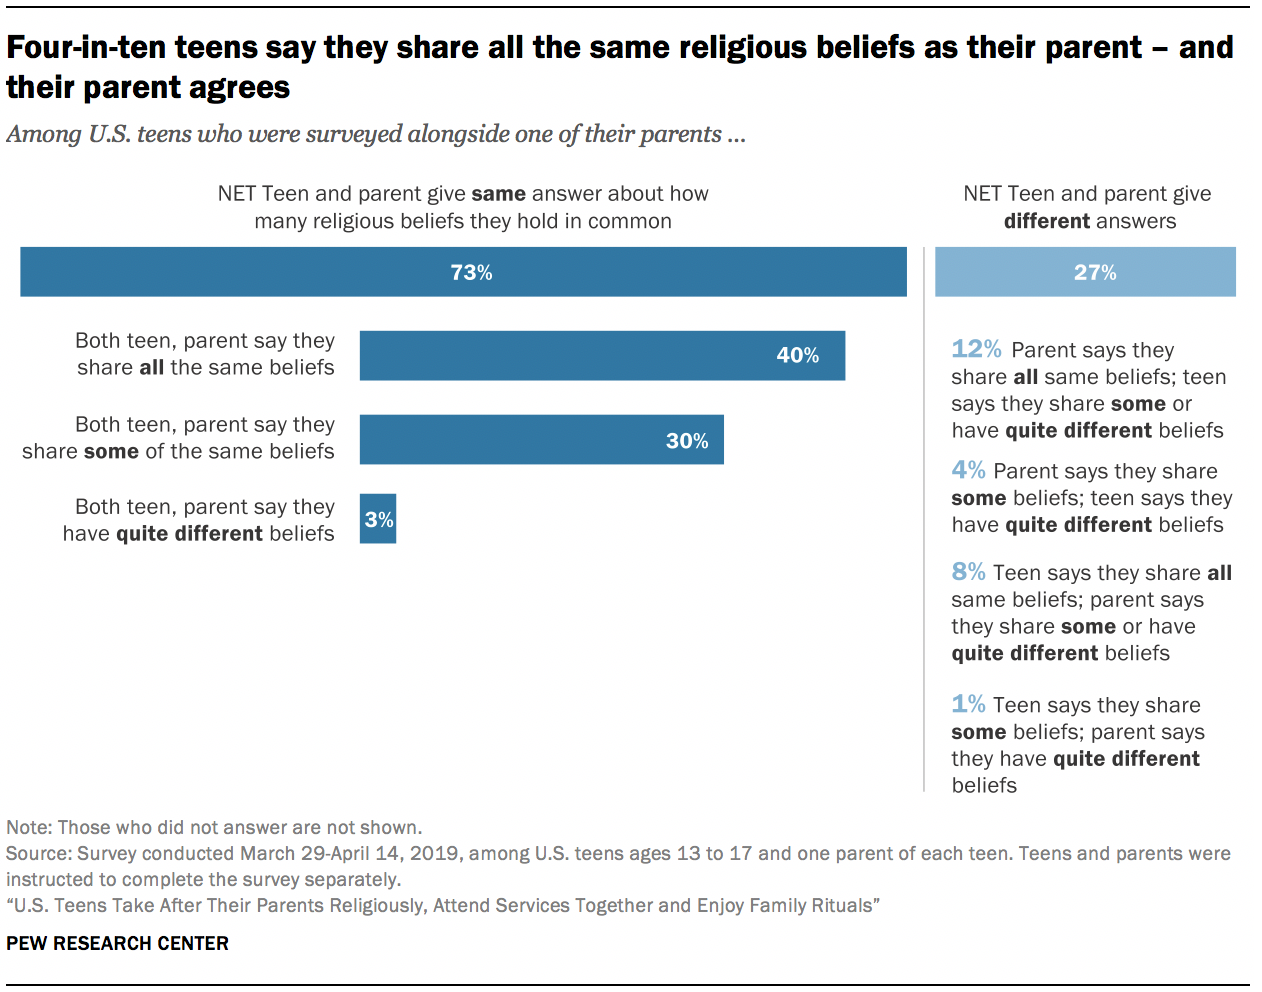 Four-in-ten teens say they share all the same religious beliefs as their parent – and
their parent agrees
Among U.S. teens who were surveyed alongside one of their parents ...
NET Teen and parent give same answer about how
many religious beliefs they hold in common
73%
Both teen, parent say they
share all the same beliefs
40%
Both teen, parent say they
share some of the same beliefs
30%
Both teen, parent say they
have quite different beliefs
3%
NET Teen and parent give
different answers
27%
12% Parent says they
share all same beliefs; teen
says they share some or
have quite different beliefs
4% Parent says they share
some beliefs; teen says they
have quite different beliefs
8% Teen says they share all
same beliefs; parent says
they share some or have
quite different beliefs
1% Teen says they share
some beliefs; parent says
they have quite different
beliefs
Note: Those who did not answer are not shown.
Source: Survey conducted March 29-April 14, 2019, among U.S. teens ages 13 to 17 and one parent of each teen. Teens and parents were
instructed to complete the survey separately.
“U.S. Teens Take After Their Parents Religiously, Attend Services Together and Enjoy Family Rituals”
PEW RESEARCH CENTER